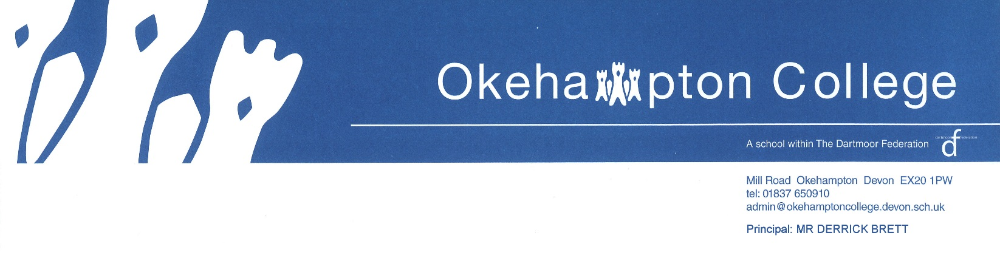 Okehampton College
A school within The Dartmoor Federation
dartmoor df federation
Mill Road Okehampton Devon EX20 1PW
tel: 01837 650910
admin@okehamptoncollege.devon.sch.uk
Principal: MR DERRICK BRETT